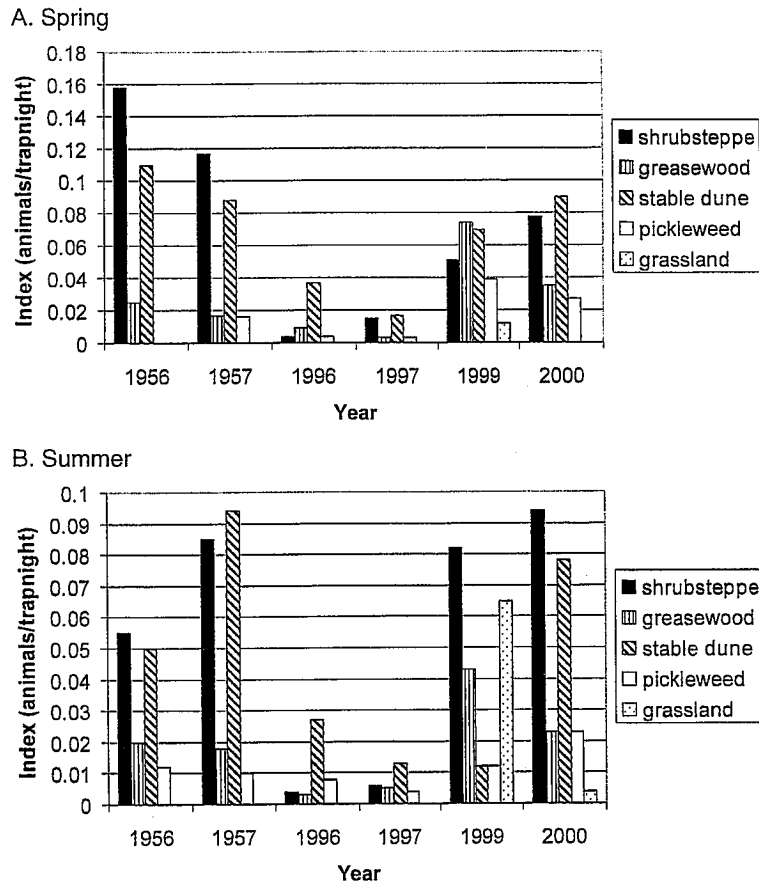 A. Spring
Index (animals/trapnight)
0.18
0.16
0.14
0.12
0.1
0.08
0.06
0.04
0.02
0
1956 1957 1996 1997 1999 2000
Year
shrubsteppe
greasewood
stable dune
pickleweed
grassland
B. Summer
Index (animals/trapnight)
0.1
0.09
0.08
0.07
0.06
0.05
0.04
0.03
0.02
0.01
0
1956 1957 1996 1997 1999 2000
Year
shrubsteppe
greasewood
stable dune
pickleweed
grassland